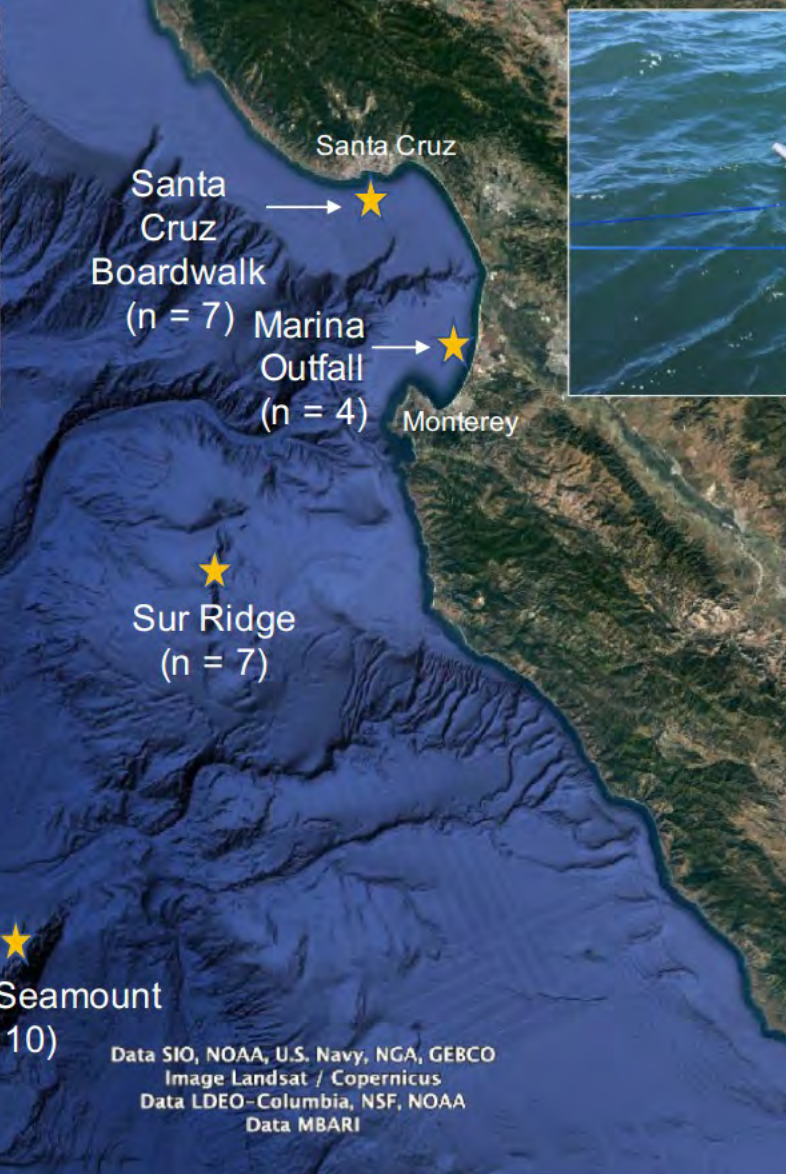 Santa Cruz
Santa
Cruz
Boardwalk
(n = 7)
Marina
Outfall
(n = 4)
Monterey
Sur Ridge
(n = 7)
Seamount
10)
Data SIO, NOAA, U.S. Navy, NGA, GEBCO
Image Landsat / Copernicus
Data LDEO-Columbia, NSF, NOAA
Data MBARI